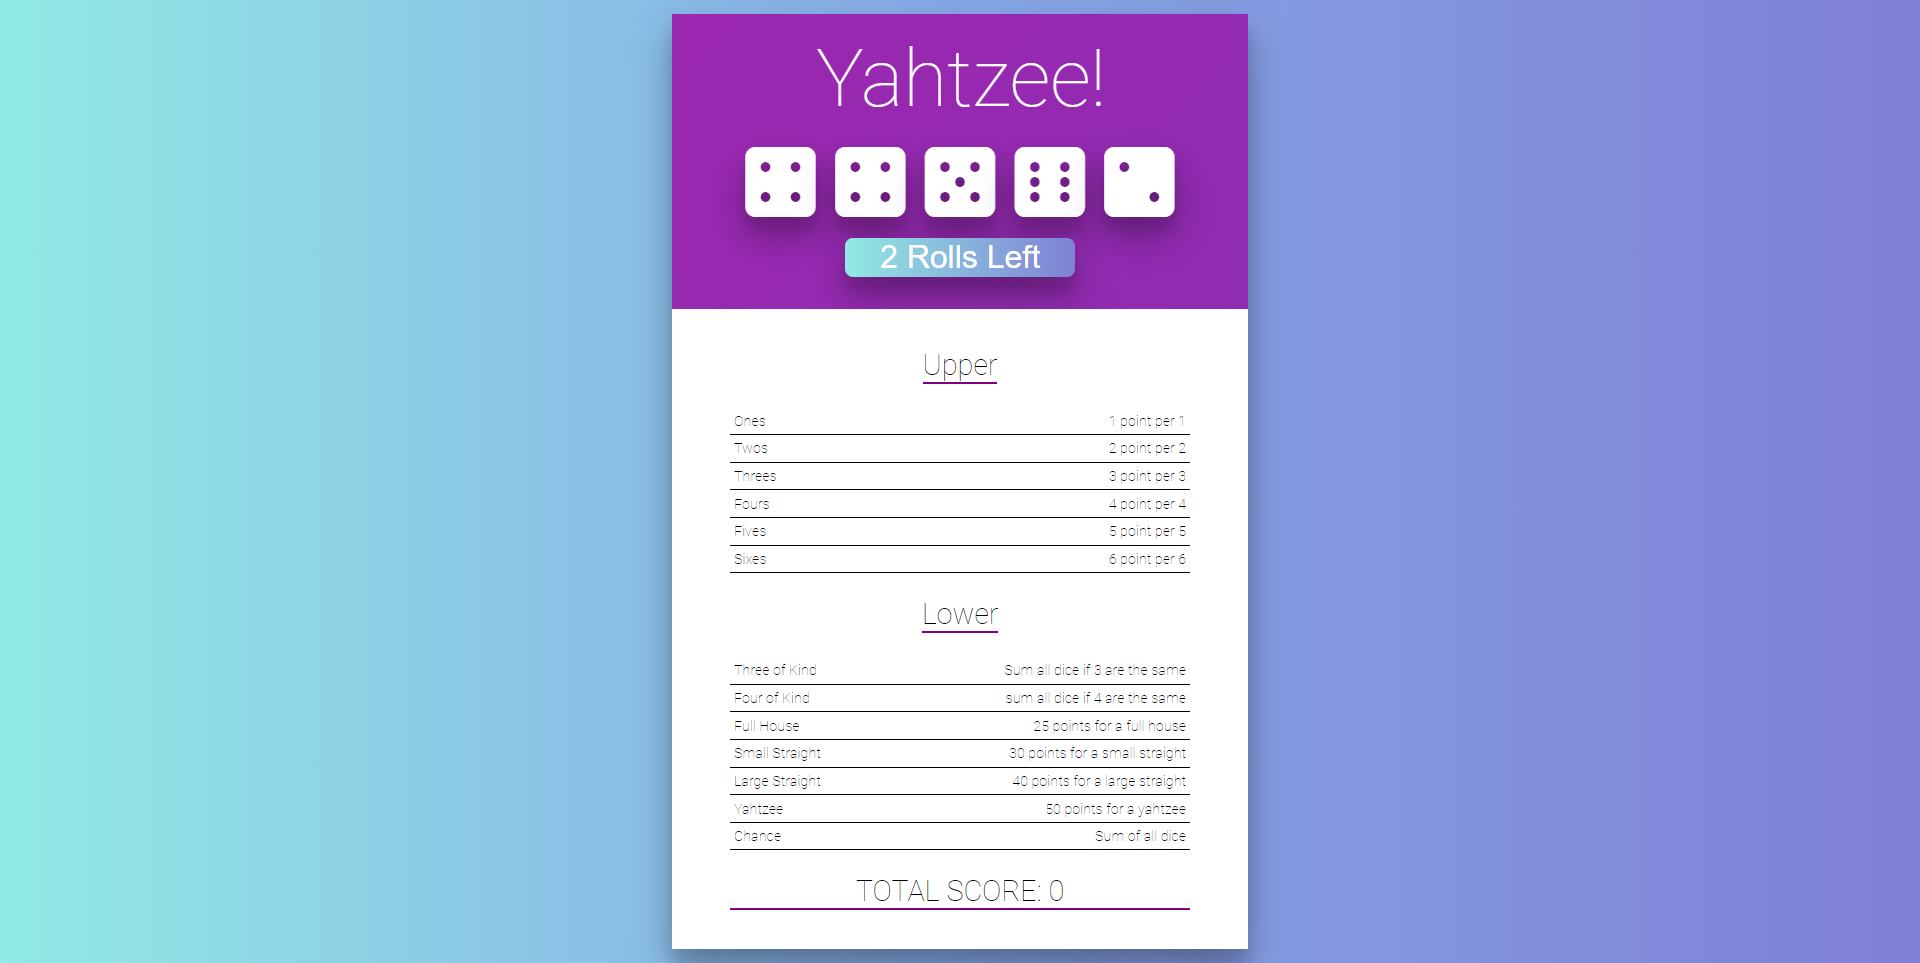 Yahtzee!
2 Rolls Left
Upper
Ones 1 point per 1
Twos 2 point per 2
Threes 3 point per 3
Fours 4 point per 4
Fives 5 point per 5
Sixes 6 point per 6
Lower
Three of Kind Sum all dice if 3 are the same
Four of Kind sum all dice if 4 are the same
Full House 25 points for a full house
Small Straight 30 points for a small straight
Large Straight 40 points for a large straight
Yahtzee 50 points for a yahtzee
Chance Sum of all dice
TOTAL SCORE: 0